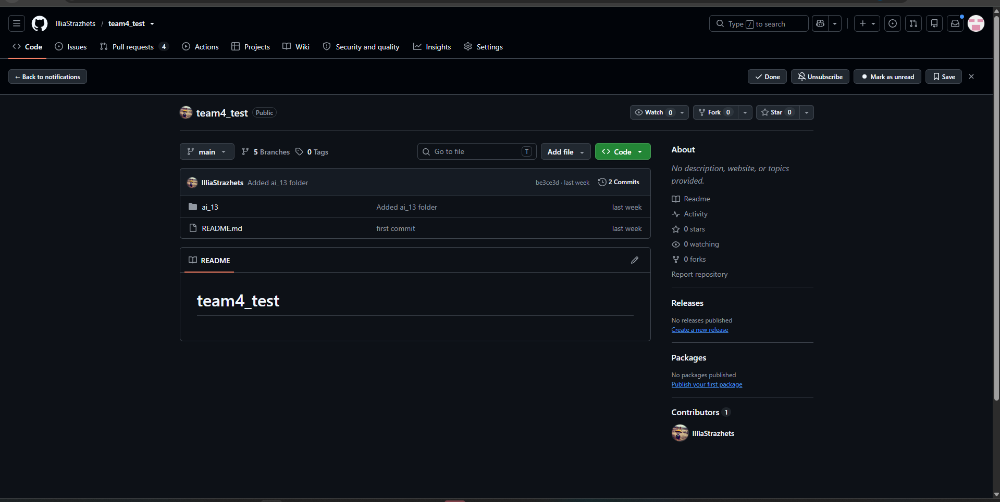 IlliaStrazhets / team4_test
Type / to search
Code
Issues
Pull requests 4
Actions
Projects
Wiki
Security and quality
Insights
Settings
← Back to notifications
Done
Unsubscribe
Mark as unread
Save
team4_test Public
Watch 0
Fork 0
Star 0
main
5 Branches
0 Tags
Go to file T
Add file
Code
IlliaStrazhets Added ai_13 folder be3ce3d · last week 2 Commits
ai_13 Added ai_13 folder last week
README.md first commit last week
README
team4_test
About
No description, website, or topics
provided.
Readme
Activity
0 stars
0 watching
0 forks
Report repository
Releases
No releases published
Create a new release
Packages
No packages published
Publish your first package
Contributors 1
IlliaStrazhets